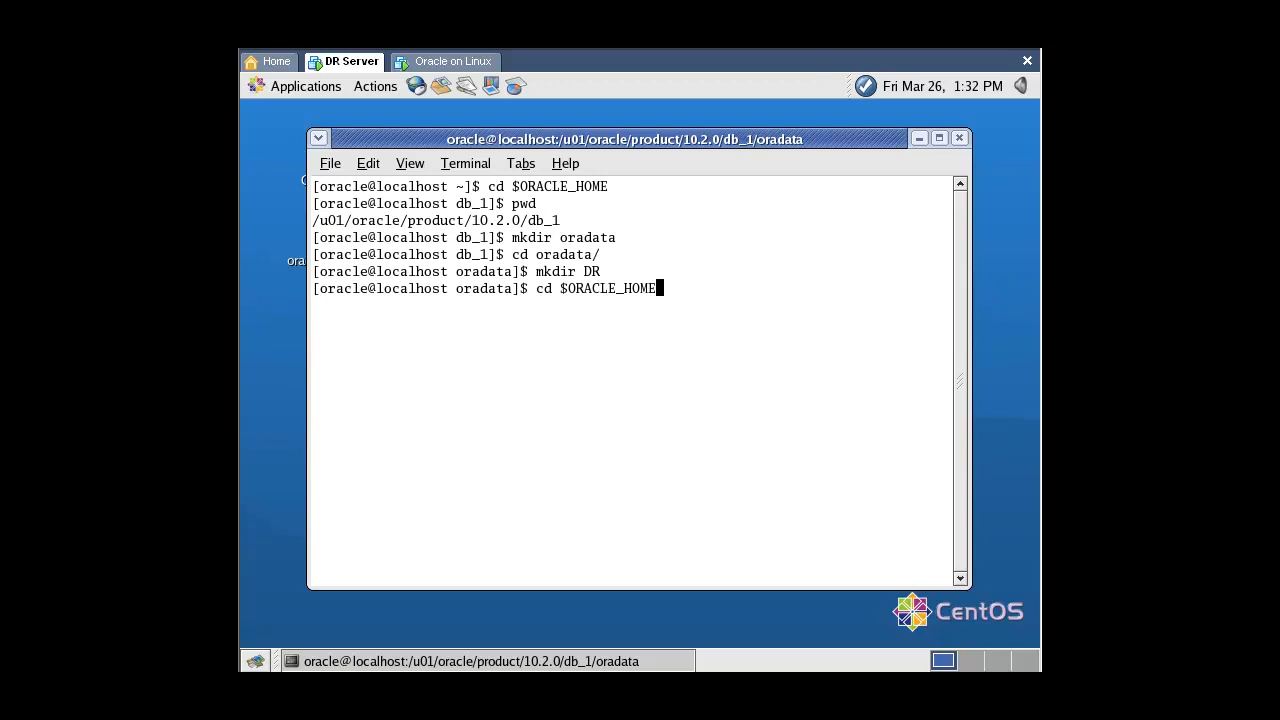 Home
DR Server
Oracle on Linux
Applications Actions
Fri Mar 26, 1:32 PM
oracle@localhost:/u01/oracle/product/10.2.0/db_1/oradata
File Edit View Terminal Tabs Help
[oracle@localhost ~]$ cd $ORACLE_HOME
[oracle@localhost db_1]$ pwd
/u01/oracle/product/10.2.0/db_1
[oracle@localhost db_1]$ mkdir oradata
[oracle@localhost db_1]$ cd oradata/
[oracle@localhost oradata]$ mkdir DR
[oracle@localhost oradata]$ cd $ORACLE_HOME
CentOS
oracle@localhost:/u01/oracle/product/10.2.0/db_1/oradata